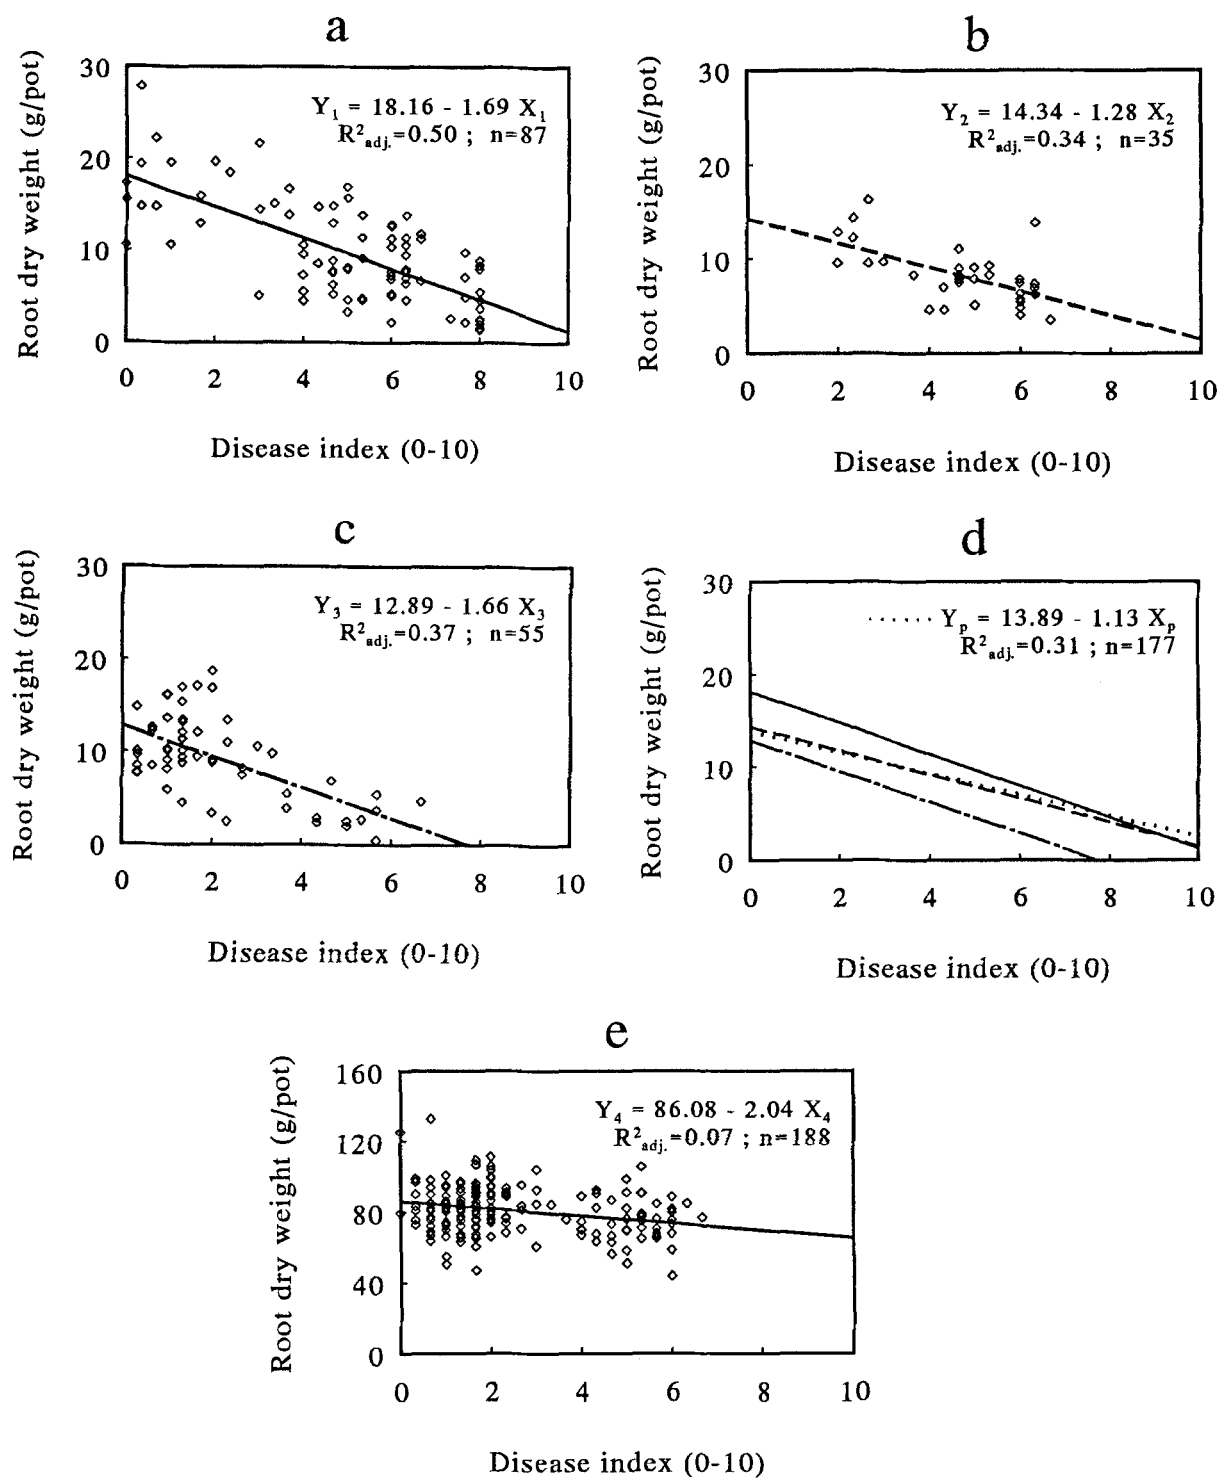 a
Root dry weight (g/pot)
30
20
10
0
Y1 = 18.16 - 1.69 X1
R²adj.=0.50 ; n=87
0 2 4 6 8 10
Disease index (0-10)
b
Root dry weight (g/pot)
30
20
10
0
Y2 = 14.34 - 1.28 X2
R²adj.=0.34 ; n=35
0 2 4 6 8 10
Disease index (0-10)
c
Root dry weight (g/pot)
30
20
10
0
Y3 = 12.89 - 1.66 X3
R²adj.=0.37 ; n=55
0 2 4 6 8 10
Disease index (0-10)
d
Root dry weight (g/pot)
30
20
10
0
Yp = 13.89 - 1.13 Xp
R²adj.=0.31 ; n=177
0 2 4 6 8 10
Disease index (0-10)
e
Root dry weight (g/pot)
160
120
80
40
0
Y4 = 86.08 - 2.04 X4
R²adj.=0.07 ; n=188
0 2 4 6 8 10
Disease index (0-10)